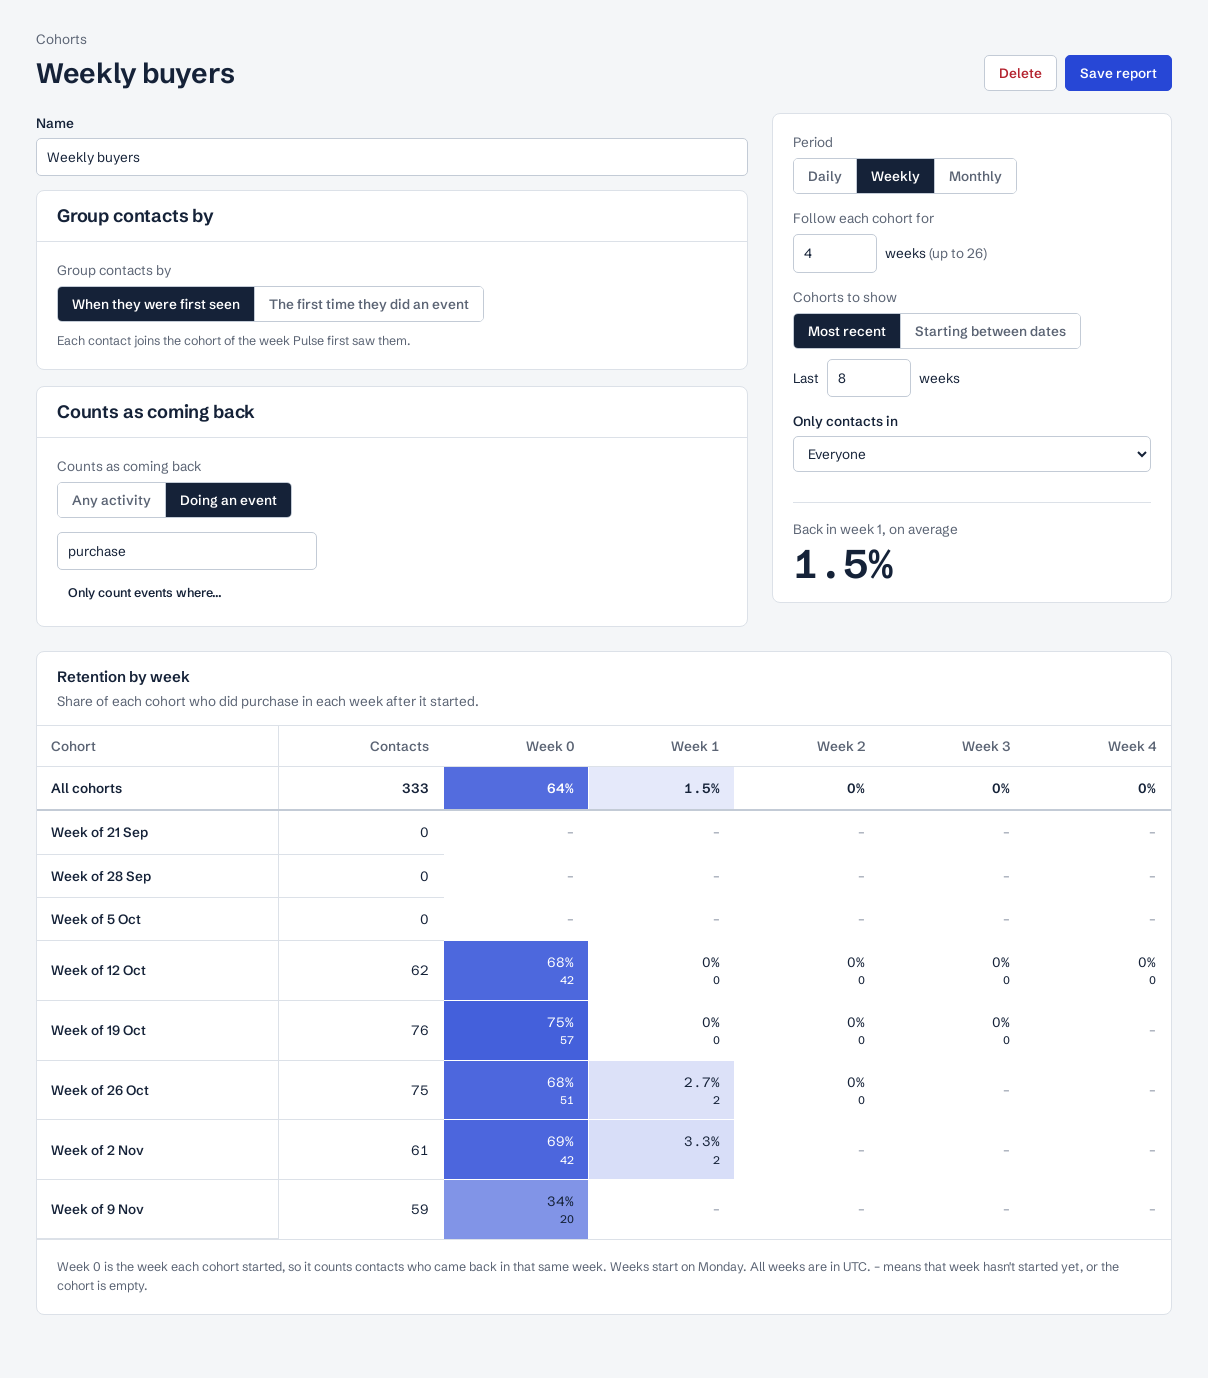 Cohorts
Weekly buyers
Delete
Save report
Name
Weekly buyers
Group contacts by
Group contacts by
When they were first seen
The first time they did an event
Each contact joins the cohort of the week Pulse first saw them.
Counts as coming back
Counts as coming back
Any activity
Doing an event
purchase
Only count events where...
Period
Daily
Weekly
Monthly
Follow each cohort for
4 weeks (up to 26)
Cohorts to show
Most recent
Starting between dates
Last 8 weeks
Only contacts in
Everyone
Back in week 1, on average
1.5%
Retention by week
Share of each cohort who did purchase in each week after it started.
Cohort Contacts Week 0 Week 1 Week 2 Week 3 Week 4
All cohorts 333 64% 1.5% 0% 0% 0%
Week of 21 Sep 0 – – – – –
Week of 28 Sep 0 – – – – –
Week of 5 Oct 0 – – – – –
Week of 12 Oct 62 68% 0% 0% 0% 0%
42 0 0 0 0
Week of 19 Oct 76 75% 0% 0% 0% –
57 0 0 0
Week of 26 Oct 75 68% 2.7% 0% – –
51 2 0
Week of 2 Nov 61 69% 3.3% – – –
42 2
Week of 9 Nov 59 34% – – – –
20
Week 0 is the week each cohort started, so it counts contacts who came back in that same week. Weeks start on Monday. All weeks are in UTC. – means that week hasn't started yet, or the
cohort is empty.